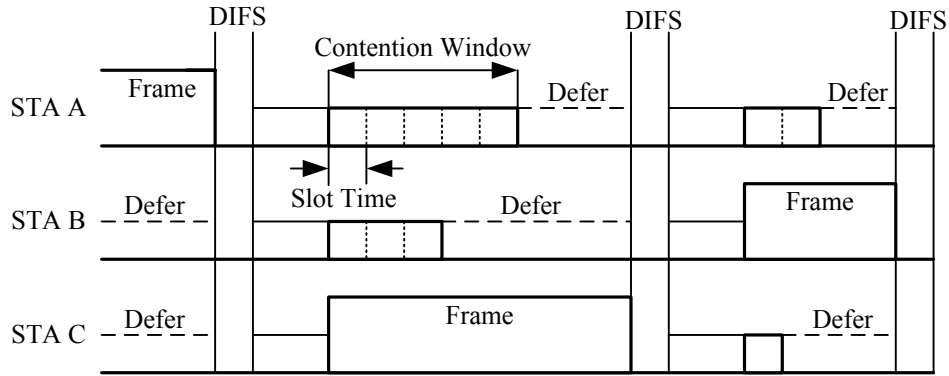 DIFS DIFS DIFS
Contention Window
Frame Defer Defer
STA A
Slot Time
Defer Defer Frame
STA B
Defer Frame Defer
STA C